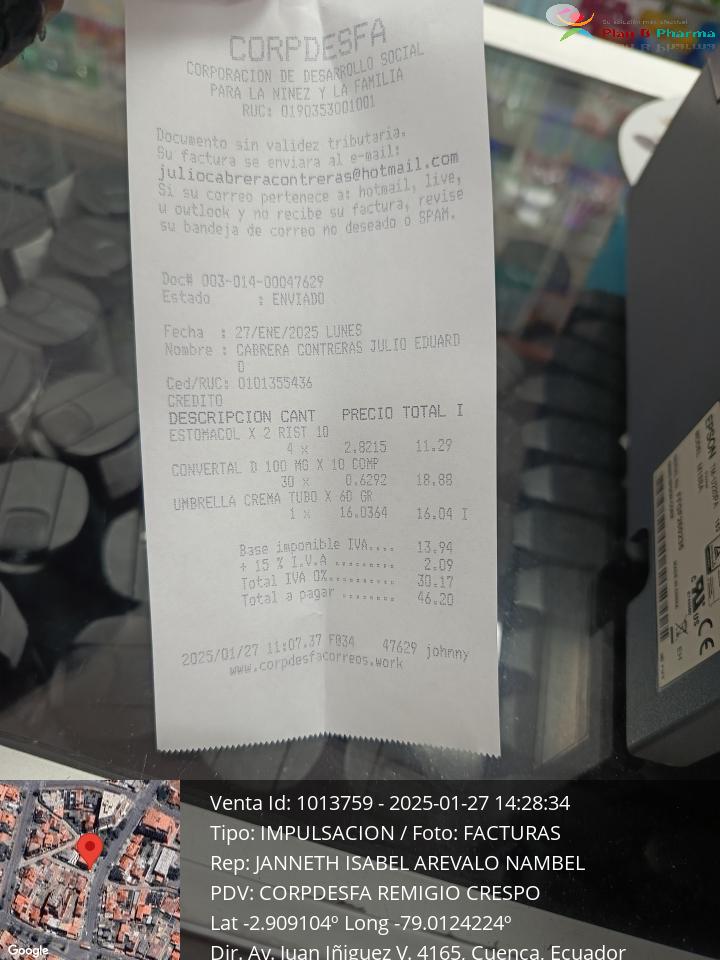 Su solución más efectiva!
Plan B Pharma
CORPDESFA
CORPORACION DE DESARROLLO SOCIAL
PARA LA NINEZ Y LA FAMILIA
RUC: 0190353001001
Documento sin validez tributaria.
Su factura se enviara al e-mail:
juliocabreracontreras@hotmail.com
Si su correo pertenece a: hotmail, live,
u outlook y no recibe su factura, revise
su bandeja de correo no deseado o SPAM.
Doc# 003-014-00047629
Estado : ENVIADO
Fecha : 27/ENE/2025 LUNES
Nombre : CABRERA CONTRERAS JULIO EDUARD
O
Ced/RUC: 0101355436
CREDITO
DESCRIPCION CANT PRECIO TOTAL I
ESTOMACOL X 2 RIST 10
4 x 2.8215 11.29
CONVERTAL D 100 MG X 10 COMP
30 x 0.6292 18.88
UMBRELLA CREMA TUBO X 60 GR
1 x 16.0364 16.04 I
Base imponible IVA.... 13.94
+ 15 % I.V.A ......... 2.09
Total IVA 0%.......... 30.17
Total a pagar ........ 46.20
2025/01/27 11:07.37 F034 47629 johnny
www.corpdesfacorreos.work
EPSON
Venta Id: 1013759 - 2025-01-27 14:28:34
Tipo: IMPULSACION / Foto: FACTURAS
Rep: JANNETH ISABEL AREVALO NAMBEL
PDV: CORPDESFA REMIGIO CRESPO
Lat -2.909104º Long -79.0124224º
Dir. Av. Juan Iñiguez V. 4165, Cuenca, Ecuador
Google